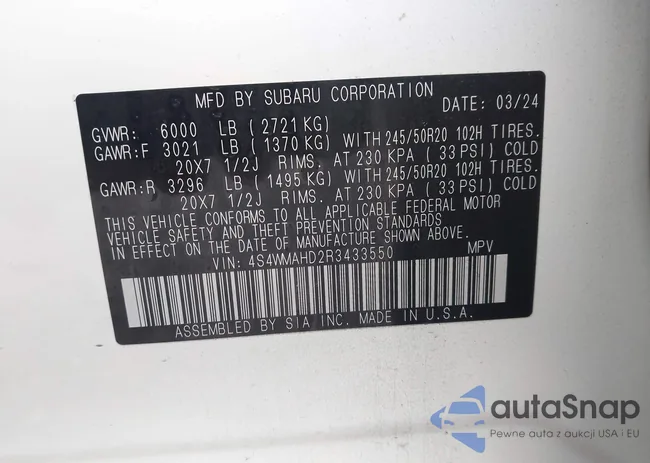 MFD BY SUBARU CORPORATION
DATE: 03/24
GVWR: 6000 LB (2721 KG)
GAWR:F 3021 LB (1370 KG) WITH 245/50R20 102H TIRES.
20X7 1/2J RIMS. AT 230 KPA (33 PSI) COLD
GAWR:R 3296 LB (1495 KG) WITH 245/50R20 102H TIRES.
20X7 1/2J RIMS. AT 230 KPA (33 PSI) COLD
THIS VEHICLE CONFORMS TO ALL APPLICABLE FEDERAL MOTOR
VEHICLE SAFETY AND THEFT PREVENTION STANDARDS
IN EFFECT ON THE DATE OF MANUFACTURE SHOWN ABOVE.
VIN: 4S4WMAHD2R3433550 MPV
ASSEMBLED BY SIA INC. MADE IN U.S.A.
autoSnap
Pewne auta z aukcji USA i EU